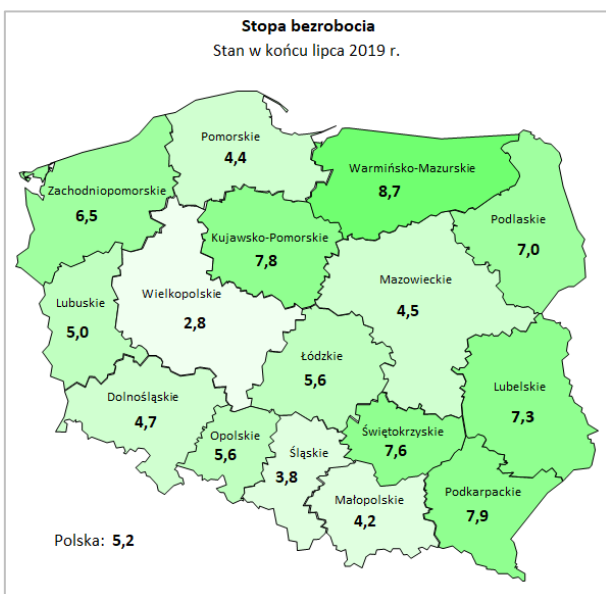 Stopa bezrobocia
Stan w końcu lipca 2019 r.
Pomorskie
4,4
Warmińsko-Mazurskie
8,7
Zachodniopomorskie
6,5
Podlaskie
7,0
Kujawsko-Pomorskie
7,8
Mazowieckie
4,5
Wielkopolskie
2,8
Lubuskie
5,0
Łódzkie
5,6
Lubelskie
7,3
Dolnośląskie
4,7
Opolskie
5,6
Świętokrzyskie
7,6
Śląskie
3,8
Małopolskie
4,2
Podkarpackie
7,9
Polska: 5,2